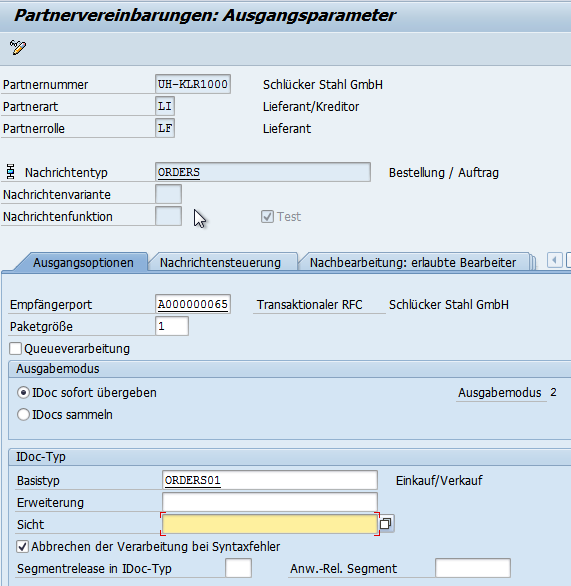 Partnervereinbarungen: Ausgangsparameter
Partnernummer UH-KLR1000 Schlücker Stahl GmbH
Partnerart LI Lieferant/Kreditor
Partnerrolle LF Lieferant
Nachrichtentyp ORDERS Bestellung / Auftrag
Nachrichtenvariante
Nachrichtenfunktion Test
Ausgangsoptionen Nachrichtensteuerung Nachbearbeitung: erlaubte Bearbeiter
Empfängerport A000000065 Transaktionaler RFC Schlücker Stahl GmbH
Paketgröße 1
Queueverarbeitung
Ausgabemodus
IDoc sofort übergeben Ausgabemodus 2
IDocs sammeln
IDoc-Typ
Basistyp ORDERS01 Einkauf/Verkauf
Erweiterung
Sicht
Abbrechen der Verarbeitung bei Syntaxfehler
Segmentrelease in IDoc-Typ Anw.-Rel. Segment